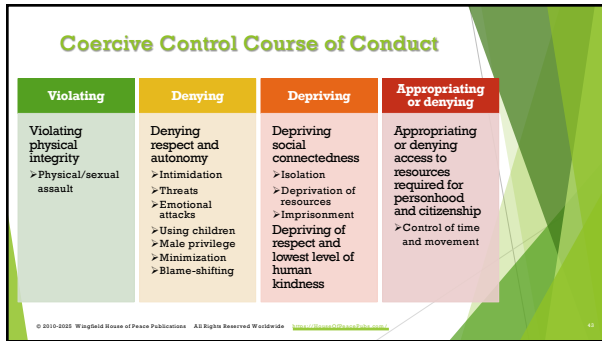 Coercive Control Course of Conduct
Violating
Violating
physical
integrity
➢Physical/sexual
assault
Denying
Denying
respect and
autonomy
➢Intimidation
➢Threats
➢Emotional
attacks
➢Using children
➢Male privilege
➢Minimization
➢Blame-shifting
Depriving
Depriving
social
connectedness
➢Isolation
➢Deprivation of
resources
➢Imprisonment
Depriving of
respect and
lowest level of
human
kindness
Appropriating
or denying
Appropriating
or denying
access to
resources
required for
personhood
and citizenship
➢Control of time
and movement
© 2010-2025 Wingfield House of Peace Publications All Rights Reserved Worldwide https://HouseOfPeacePubs.com/